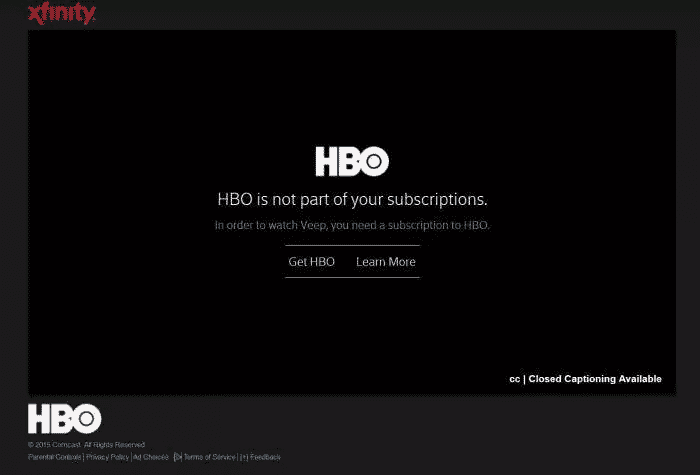 xfinity
HBO
HBO is not part of your subscriptions.
In order to watch Veep, you need a subscription to HBO.
Get HBO Learn More
cc | Closed Captioning Available
HBO
© 2015 Comcast. All Rights Reserved.
Parental Controls | Privacy Policy | Ad Choices | Terms of Service | [+] Feedback